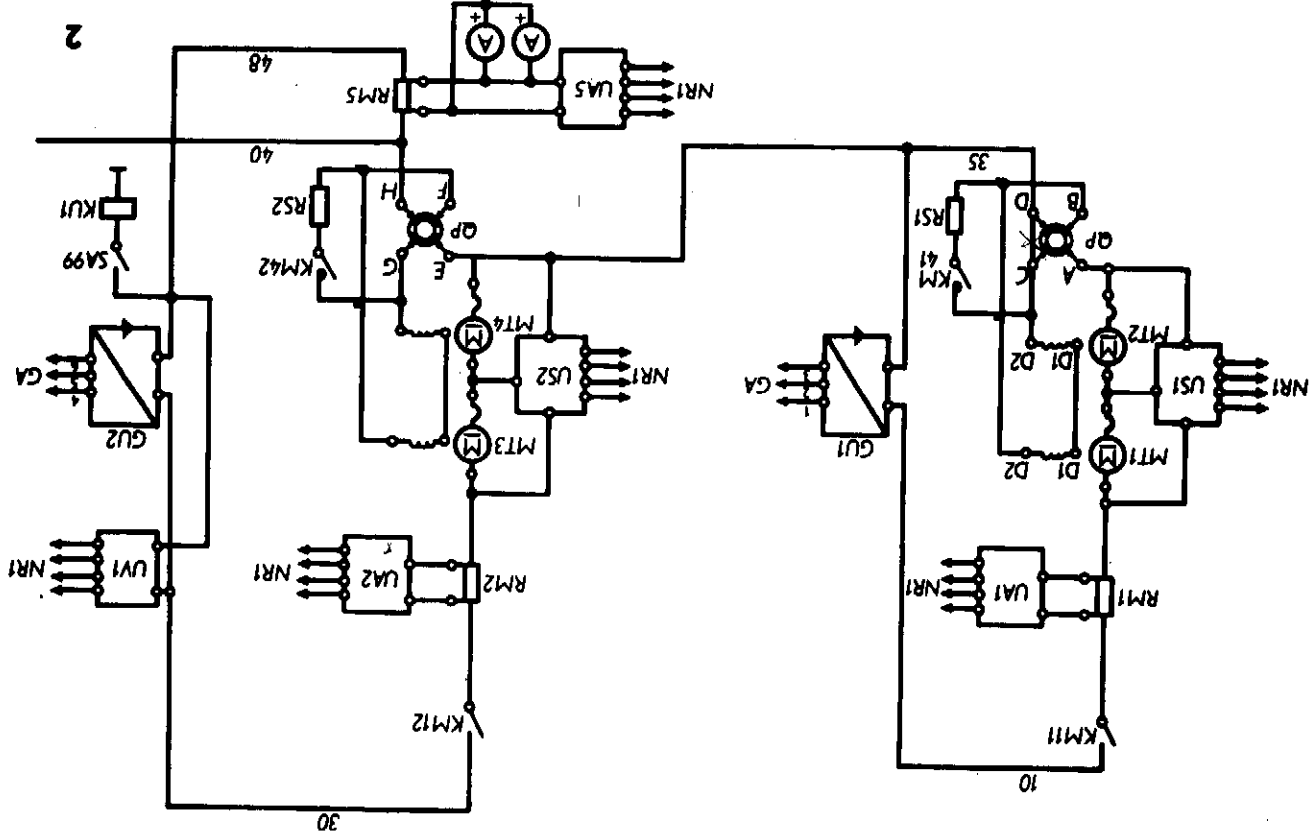 10
30
KM11
KM12
RM1
UA1
NR1
RM2
UA2
NR1
UV1
NR1
MT1
D1
D2
GU1
MT3
GU2
NR1
US1
MT2
D1
D2
GA
NR1
US2
MT4
GA
M
M
M
M
A
C
KM
41
E
G
KM42
SA99
QP
RS1
QP
RS2
KU1
B
D
F
H
35
40
NR1
UA5
A
A
+
+
RM5
48
2